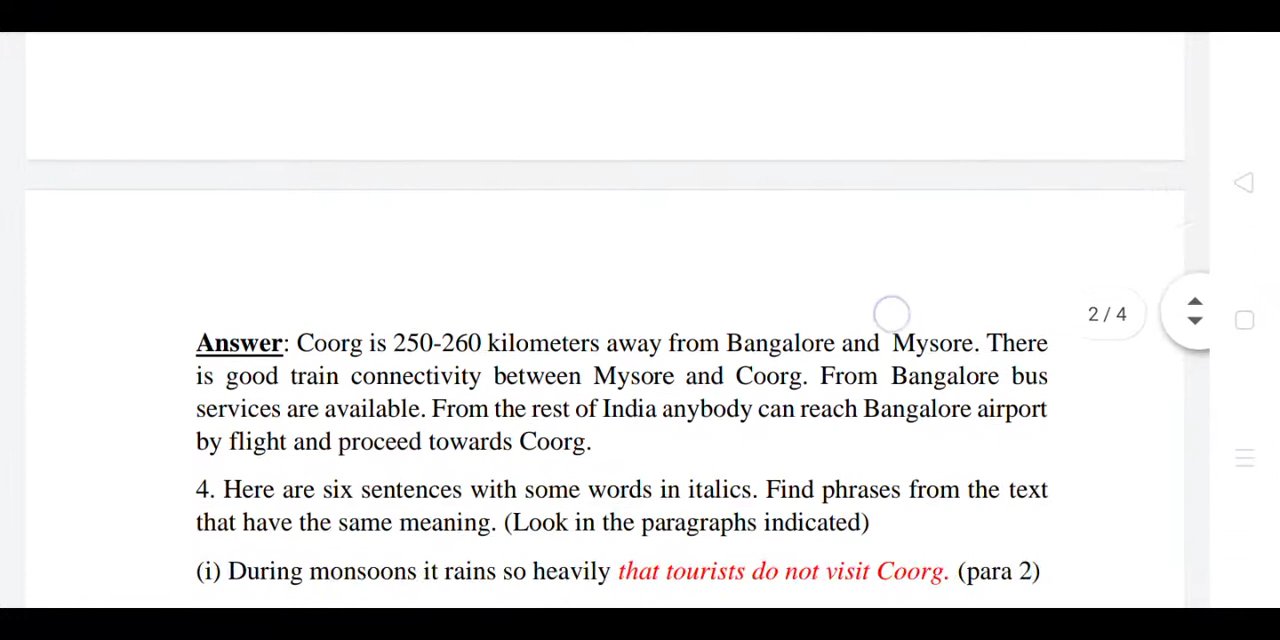 2 / 4
Answer: Coorg is 250-260 kilometers away from Bangalore and Mysore. There
is good train connectivity between Mysore and Coorg. From Bangalore bus
services are available. From the rest of India anybody can reach Bangalore airport
by flight and proceed towards Coorg.
4. Here are six sentences with some words in italics. Find phrases from the text
that have the same meaning. (Look in the paragraphs indicated)
(i) During monsoons it rains so heavily that tourists do not visit Coorg. (para 2)